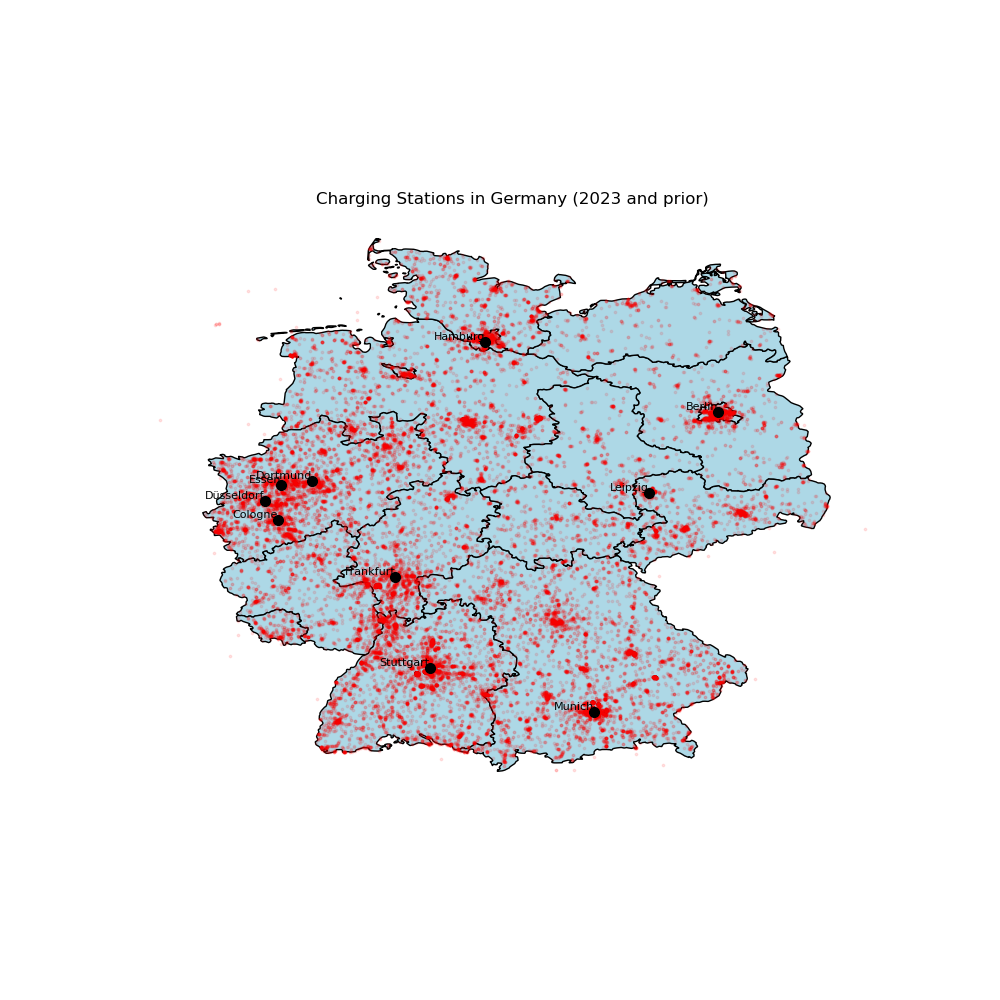 Charging Stations in Germany (2023 and prior)
Hamburg
Berlin
Dortmund
Essen
Leipzig
Düsseldorf
Cologne
Frankfurt
Stuttgart
Munich